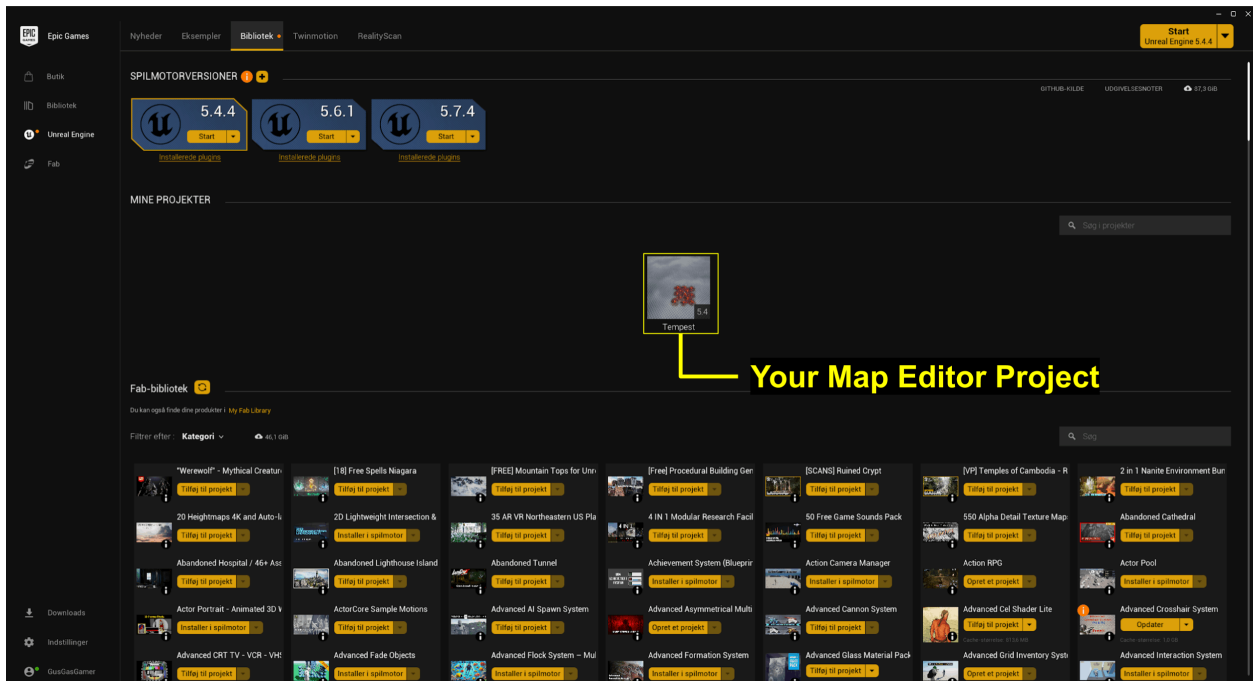 EPIC GAMES
Epic Games
Nyheder
Eksempler
Bibliotek
Twinmotion
RealityScan
Start
Unreal Engine 5.4.4
Butik
Bibliotek
Unreal Engine
Fab
SPILMOTORVERSIONER
GITHUB-KILDE
UDGIVELSESNOTER
87,3 GiB
5.4.4
Start
Installerede plugins
5.6.1
Start
Installerede plugins
5.7.4
Start
Installerede plugins
MINE PROJEKTER
Søg i projekter
5.4
Tempest
Your Map Editor Project
Fab-bibliotek
Du kan også finde dine produkter i: My Fab Library
Filtrer efter :
Kategori
46,1 GiB
Søg
"Werewolf" - Mythical Creature
Tilføj til projekt
[18] Free Spells Niagara
Tilføj til projekt
[FREE] Mountain Tops for Unr
Tilføj til projekt
[Free] Procedural Building Gen
Tilføj til projekt
[SCANS] Ruined Crypt
Tilføj til projekt
[VP] Temples of Cambodia - R
Tilføj til projekt
2 in 1 Nanite Environment Bun
Tilføj til projekt
20 Heightmaps 4K and Auto-la
Tilføj til projekt
2D Lightweight Intersection &
Installer i spilmotor
35 AR VR Northeastern US Pla
Tilføj til projekt
4 IN 1 Modular Research Facil
Tilføj til projekt
50 Free Game Sounds Pack
Tilføj til projekt
550 Alpha Detail Texture Map
Tilføj til projekt
Abandoned Cathedral
Tilføj til projekt
Abandoned Hospital / 46+ Ass
Tilføj til projekt
Abandoned Lighthouse Island
Tilføj til projekt
Abandoned Tunnel
Tilføj til projekt
Achievement System (Blueprin
Installer i spilmotor
Action Camera Manager
Installer i spilmotor
Action RPG
Opret et projekt
Actor Pool
Installer i spilmotor
Actor Portrait - Animated 3D W
Installer i spilmotor
ActorCore Sample Motions
Tilføj til projekt
Advanced AI Spawn System
Tilføj til projekt
Advanced Asymmetrical Multi
Opret et projekt
Advanced Cannon System
Tilføj til projekt
Advanced Cel Shader Lite
Tilføj til projekt
Advanced Crosshair System
Opdater
Advanced CRT TV - VCR - VHS
Tilføj til projekt
Advanced Fade Objects
Installer i spilmotor
Advanced Flock System – Mul
Installer i spilmotor
Advanced Formation System
Installer i spilmotor
Advanced Glass Material Pack
Tilføj til projekt
Advanced Grid Inventory Syste
Opret et projekt
Advanced Interaction System
Installer i spilmotor
Downloads
Indstillinger
GusGasGamer